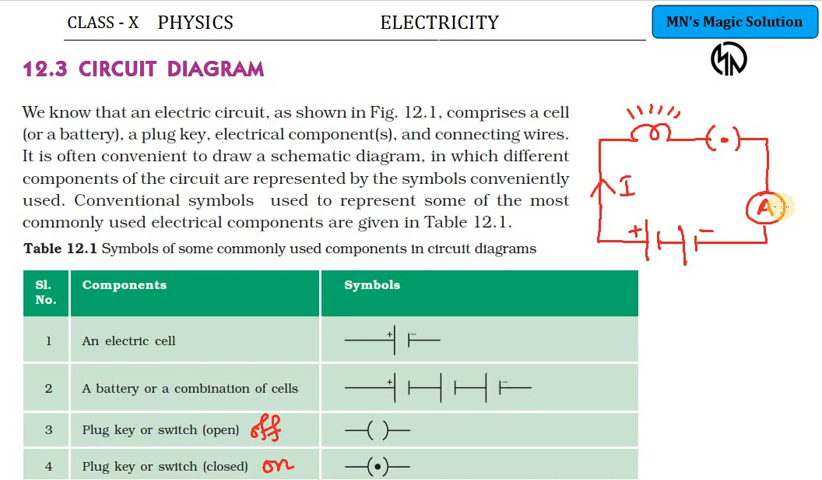 CLASS - X PHYSICS ELECTRICITY
MN's Magic Solution
MN
12.3 CIRCUIT DIAGRAM
We know that an electric circuit, as shown in Fig. 12.1, comprises a cell
(or a battery), a plug key, electrical component(s), and connecting wires.
It is often convenient to draw a schematic diagram, in which different
components of the circuit are represented by the symbols conveniently
used. Conventional symbols used to represent some of the most
commonly used electrical components are given in Table 12.1.
Table 12.1 Symbols of some commonly used components in circuit diagrams
I
A
+ −
Sl. Components Symbols
No.
1 An electric cell + −
2 A battery or a combination of cells + −
3 Plug key or switch (open) off
4 Plug key or switch (closed) on